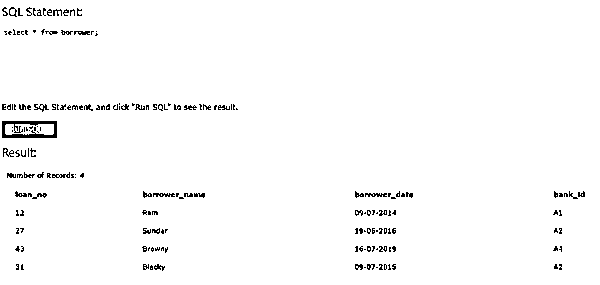 SQL Statement:
select * from borrower;
Edit the SQL Statement, and click "Run SQL" to see the result.
Run SQL
Result:
Number of Records: 4
loan_no borrower_name borrower_date bank_id
12 Ram 09-07-2014 A1
27 Sundar 19-06-2016 A2
43 Browny 16-07-2019 A4
31 Blacky 09-07-2015 A2